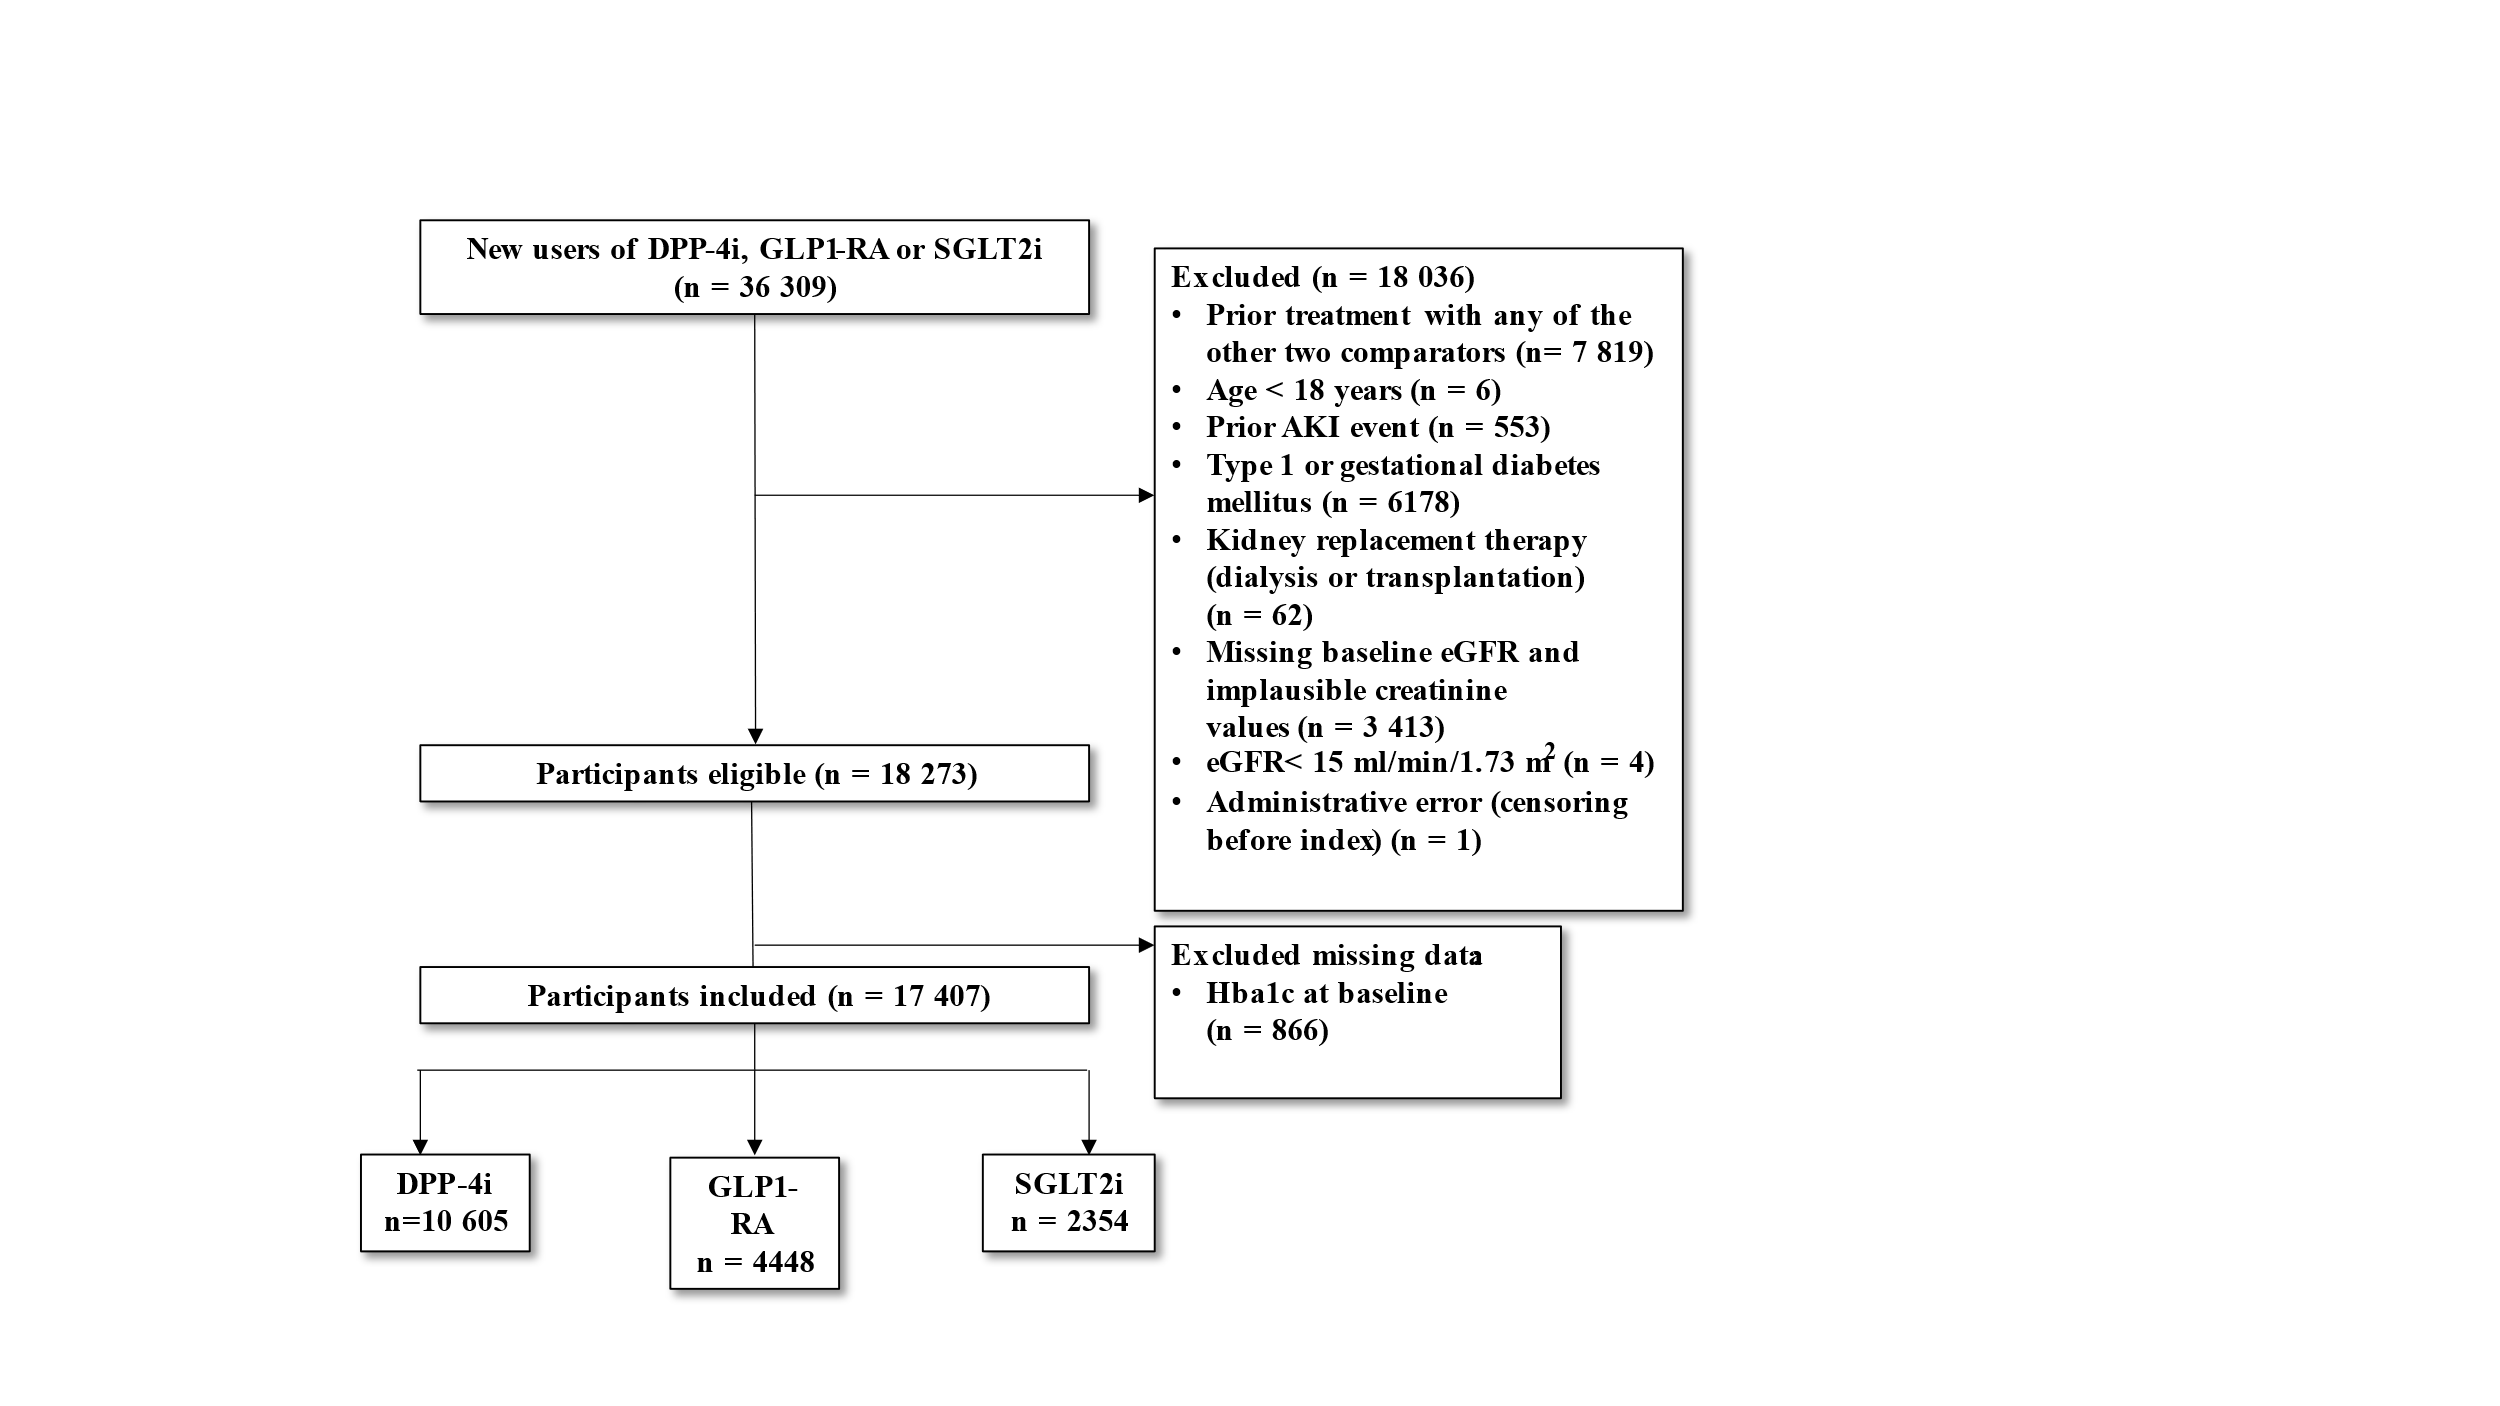 New users of DPP-4i, GLP1-RA or SGLT2i
(n = 36 309)
Excluded (n = 18 036)
• Prior treatment with any of the
other two comparators (n= 7 819)
• Age < 18 years (n = 6)
• Prior AKI event (n = 553)
• Type 1 or gestational diabetes
mellitus (n = 6178)
• Kidney replacement therapy
(dialysis or transplantation)
(n = 62)
• Missing baseline eGFR and
implausible creatinine
values (n = 3 413)
• eGFR< 15 ml/min/1.73 m² (n = 4)
• Administrative error (censoring
before index) (n = 1)
Participants eligible (n = 18 273)
Excluded missing data
• Hba1c at baseline
(n = 866)
Participants included (n = 17 407)
DPP-4i
n=10 605
GLP1-
RA
n = 4448
SGLT2i
n = 2354